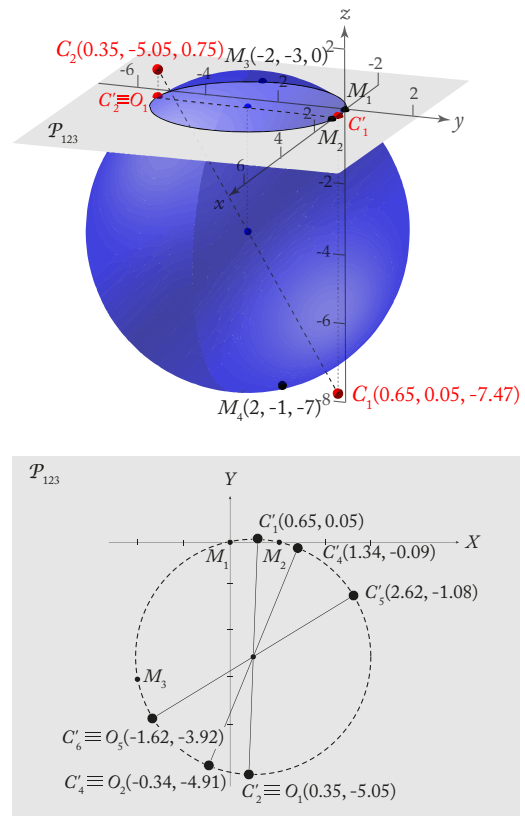 z
C₂(0.35, -5.05, 0.75)
2
M₃(-2, -3, 0)
-6
-4
2
-2
M₁
C′₂≡O₁
2
2
C′₁
y
𝒫₁₂₃
4
M₂
6
-2
x
-4
-6
-8
C₁(0.65, 0.05, -7.47)
M₄(2, -1, -7)
𝒫₁₂₃
Y
C′₁(0.65, 0.05)
X
M₁
M₂
C′₄(1.34, -0.09)
C′₅(2.62, -1.08)
M₃
C′₆≡O₅(-1.62, -3.92)
C′₄≡O₂(-0.34, -4.91)
C′₂≡O₁(0.35, -5.05)